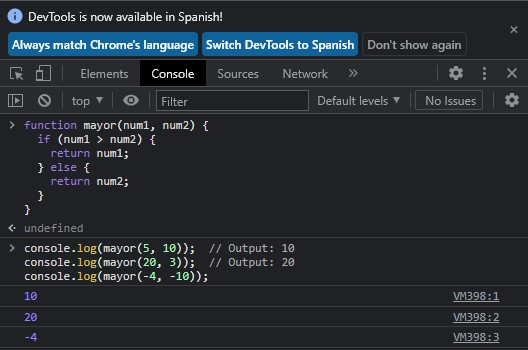 DevTools is now available in Spanish!
Always match Chrome's language Switch DevTools to Spanish Don't show again
Elements Console Sources Network »
top ▼ Filter Default levels ▼ No Issues
> function mayor(num1, num2) {
if (num1 > num2) {
return num1;
} else {
return num2;
}
}
undefined
> console.log(mayor(5, 10)); // Output: 10
console.log(mayor(20, 3)); // Output: 20
console.log(mayor(-4, -10));
10 VM398:1
20 VM398:2
-4 VM398:3